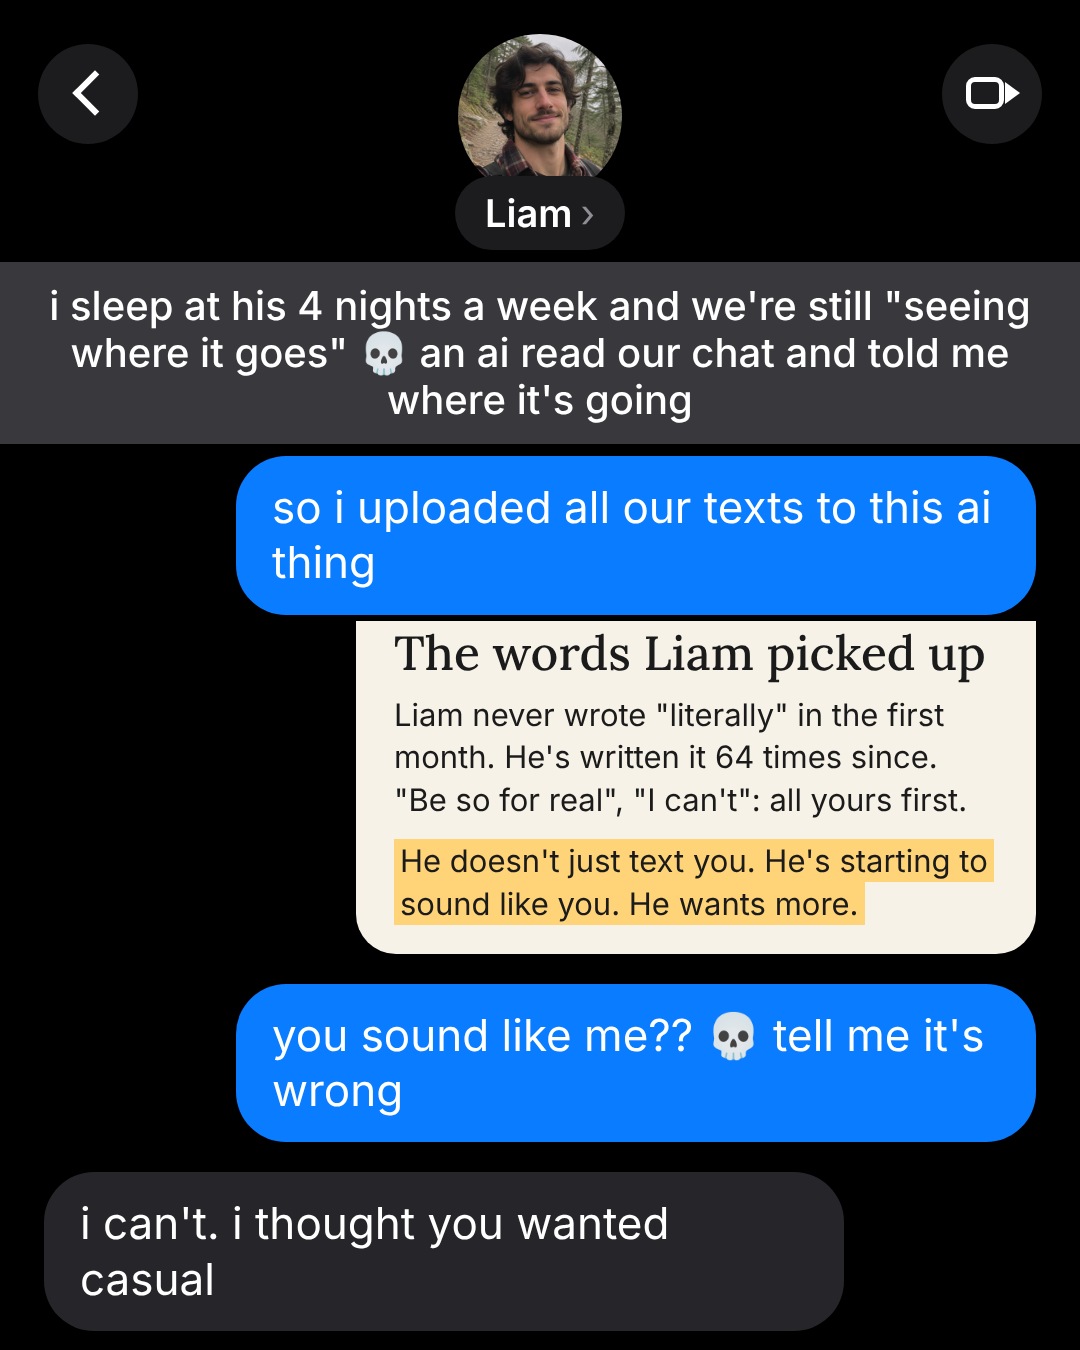 Liam ›
i sleep at his 4 nights a week and we're still "seeing
where it goes" 💀 an ai read our chat and told me
where it's going
so i uploaded all our texts to this ai
thing
The words Liam picked up
Liam never wrote "literally" in the first
month. He's written it 64 times since.
"Be so for real", "I can't": all yours first.
He doesn't just text you. He's starting to
sound like you. He wants more.
you sound like me?? 💀 tell me it's
wrong
i can't. i thought you wanted
casual